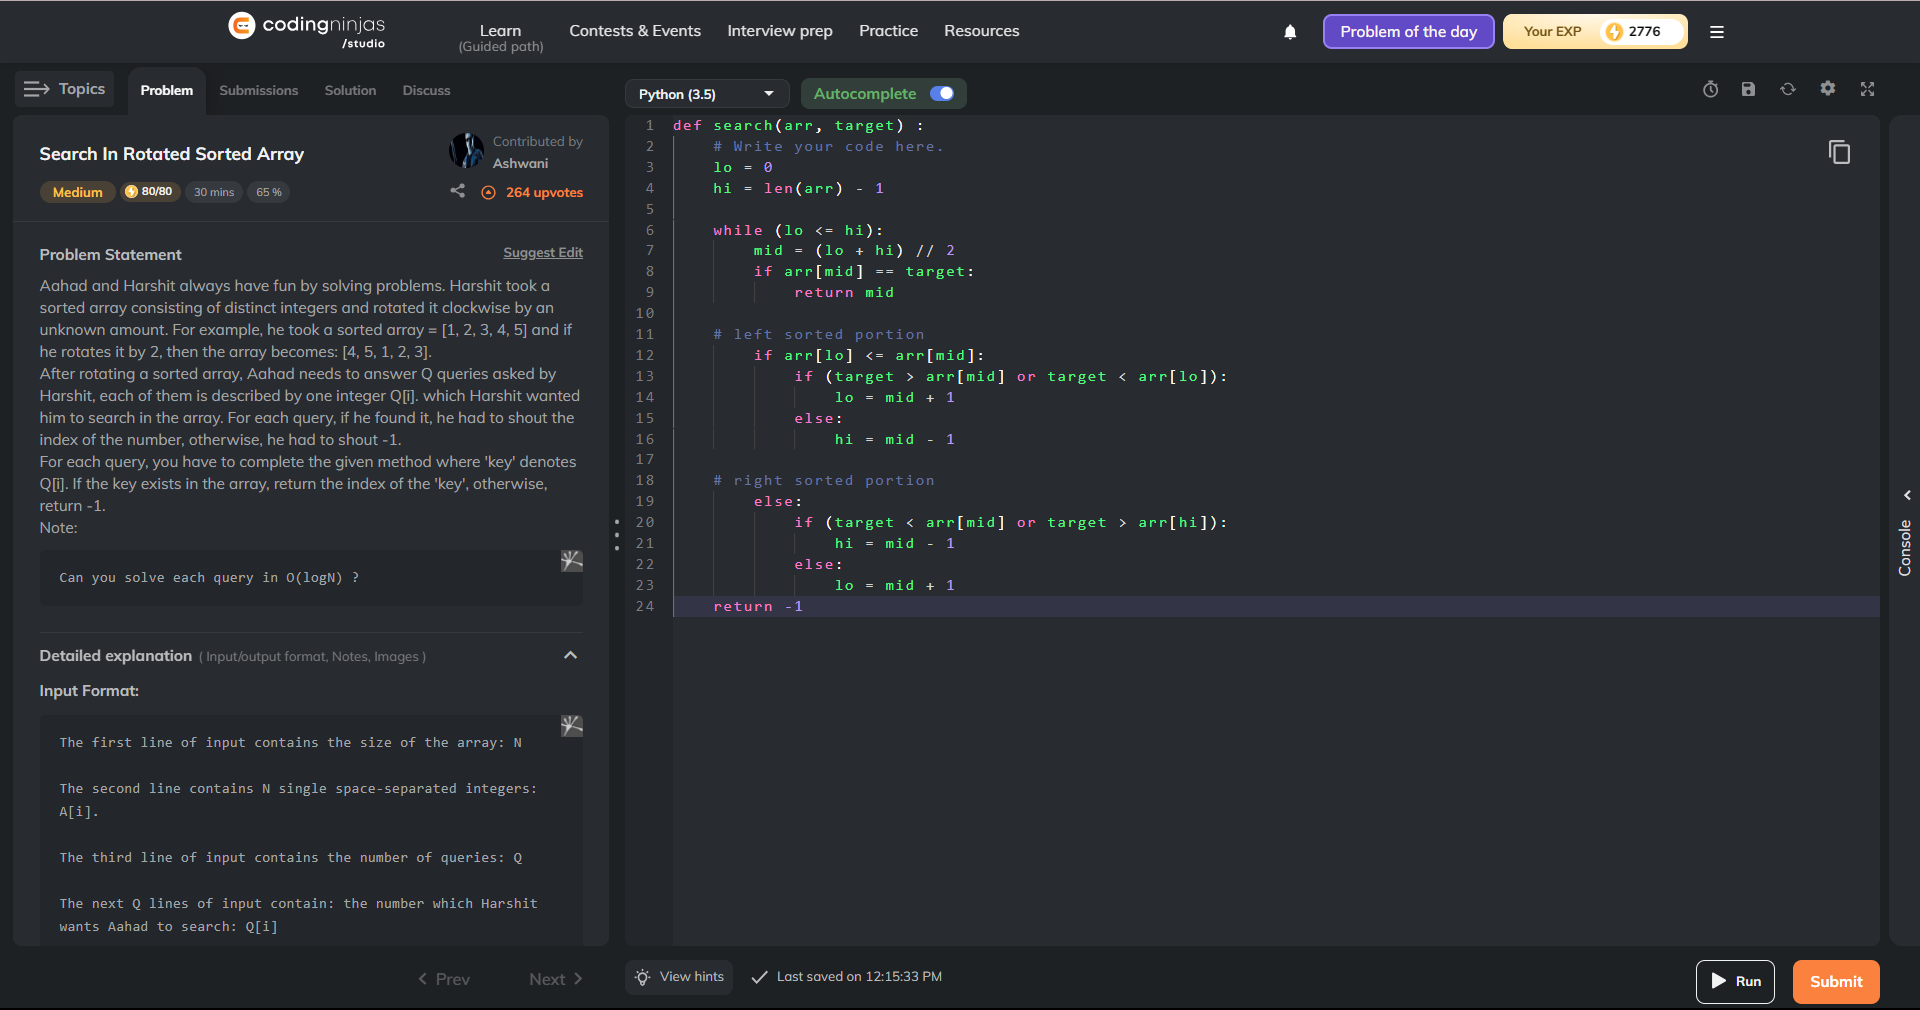 codingninjas
/studio
Learn
(Guided path)
Contests & Events
Interview prep
Practice
Resources
Problem of the day
Your EXP
2776
Topics
Problem
Submissions
Solution
Discuss
Search In Rotated Sorted Array
Contributed by
Ashwani
Medium
80/80
30 mins
65 %
264 upvotes
Problem Statement
Suggest Edit
Aahad and Harshit always have fun by solving problems. Harshit took a
sorted array consisting of distinct integers and rotated it clockwise by an
unknown amount. For example, he took a sorted array = [1, 2, 3, 4, 5] and if
he rotates it by 2, then the array becomes: [4, 5, 1, 2, 3].
After rotating a sorted array, Aahad needs to answer Q queries asked by
Harshit, each of them is described by one integer Q[i]. which Harshit wanted
him to search in the array. For each query, if he found it, he had to shout the
index of the number, otherwise, he had to shout -1.
For each query, you have to complete the given method where 'key' denotes
Q[i]. If the key exists in the array, return the index of the 'key', otherwise,
return -1.
Note:
Can you solve each query in O(logN) ?
Detailed explanation ( Input/output format, Notes, Images )
Input Format:
The first line of input contains the size of the array: N
The second line contains N single space-separated integers:
A[i].
The third line of input contains the number of queries: Q
The next Q lines of input contain: the number which Harshit
wants Aahad to search: Q[i]
Prev
Next
Python (3.5)
Autocomplete
1 def search(arr, target) :
2     # Write your code here.
3     lo = 0
4     hi = len(arr) - 1
5
6     while (lo <= hi):
7         mid = (lo + hi) // 2
8         if arr[mid] == target:
9             return mid
10
11     # left sorted portion
12         if arr[lo] <= arr[mid]:
13             if (target > arr[mid] or target < arr[lo]):
14                 lo = mid + 1
15             else:
16                 hi = mid - 1
17
18     # right sorted portion
19         else:
20             if (target < arr[mid] or target > arr[hi]):
21                 hi = mid - 1
22             else:
23                 lo = mid + 1
24     return -1
Console
View hints
Last saved on 12:15:33 PM
Run
Submit